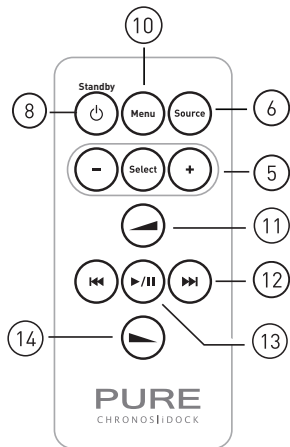 10
Standby
8
Menu
Source
6
-
Select
+
5
11
12
13
14
PURE
CHRONOS|iDOCK